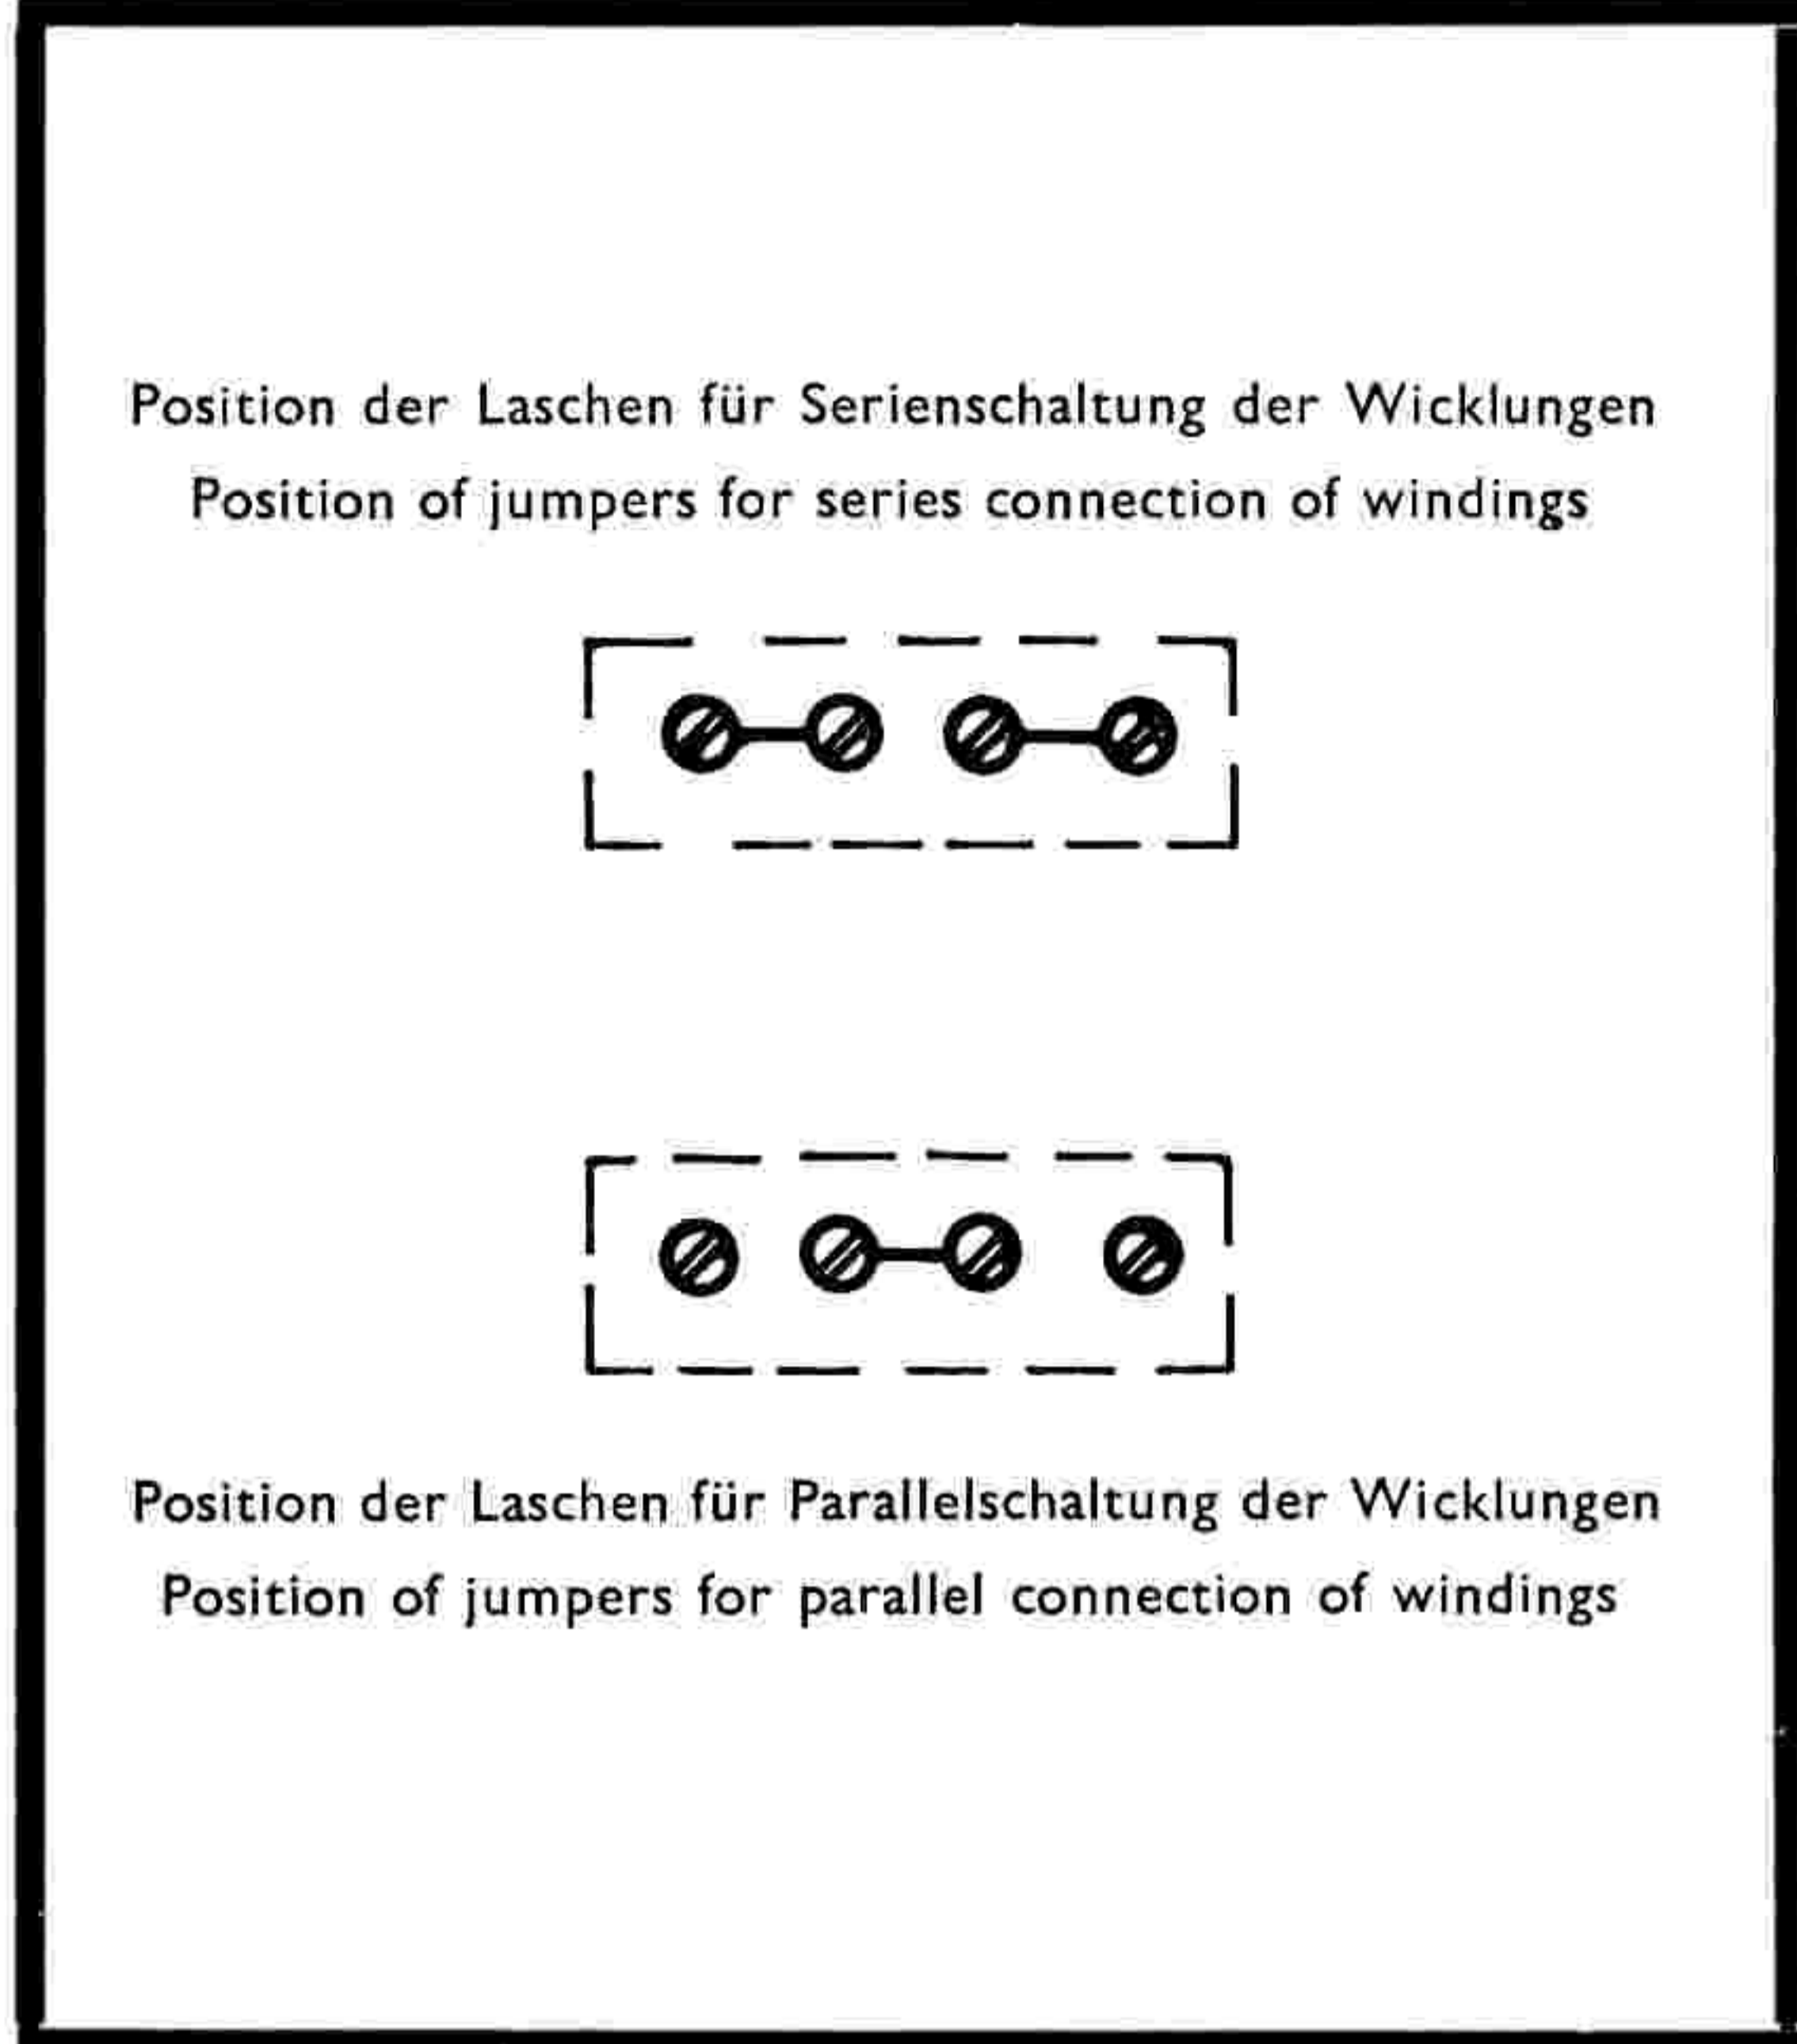 Position der Laschen für Serienschaltung der Wicklungen
Position of jumpers for series connection of windings
Position der Laschen für Parallelschaltung der Wicklungen
Position of jumpers for parallel connection of windings